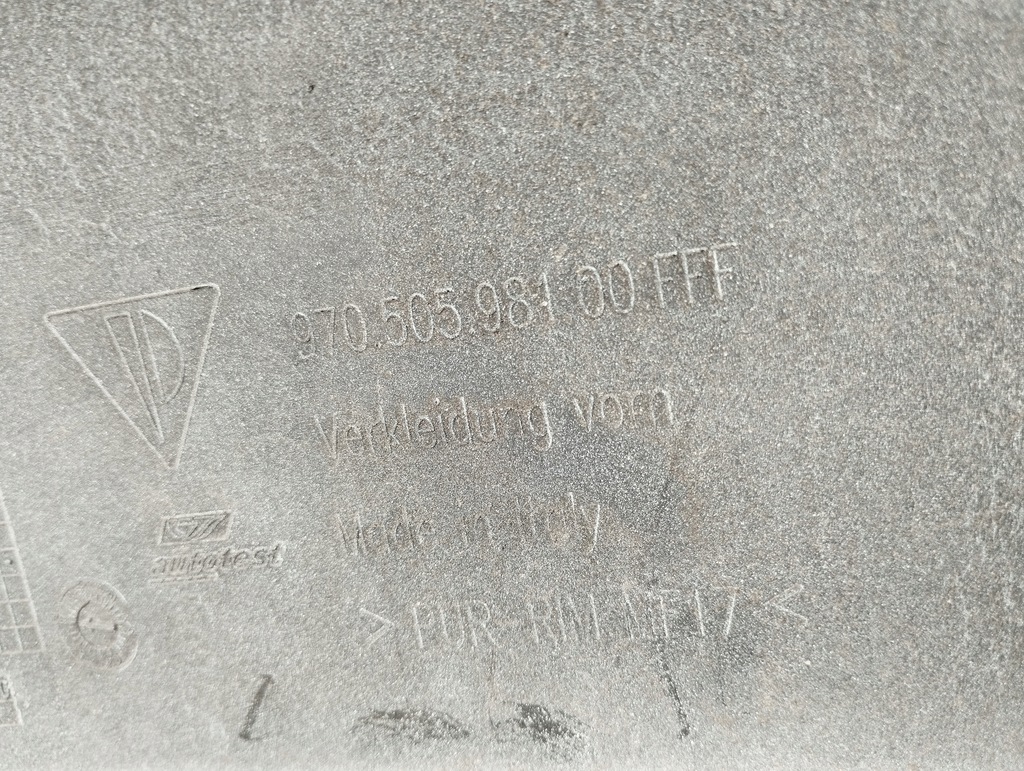 970.505.981 00 FFF
Verkleidung vorn
Made in Italy
autotest
> PUR RIM MF17 <